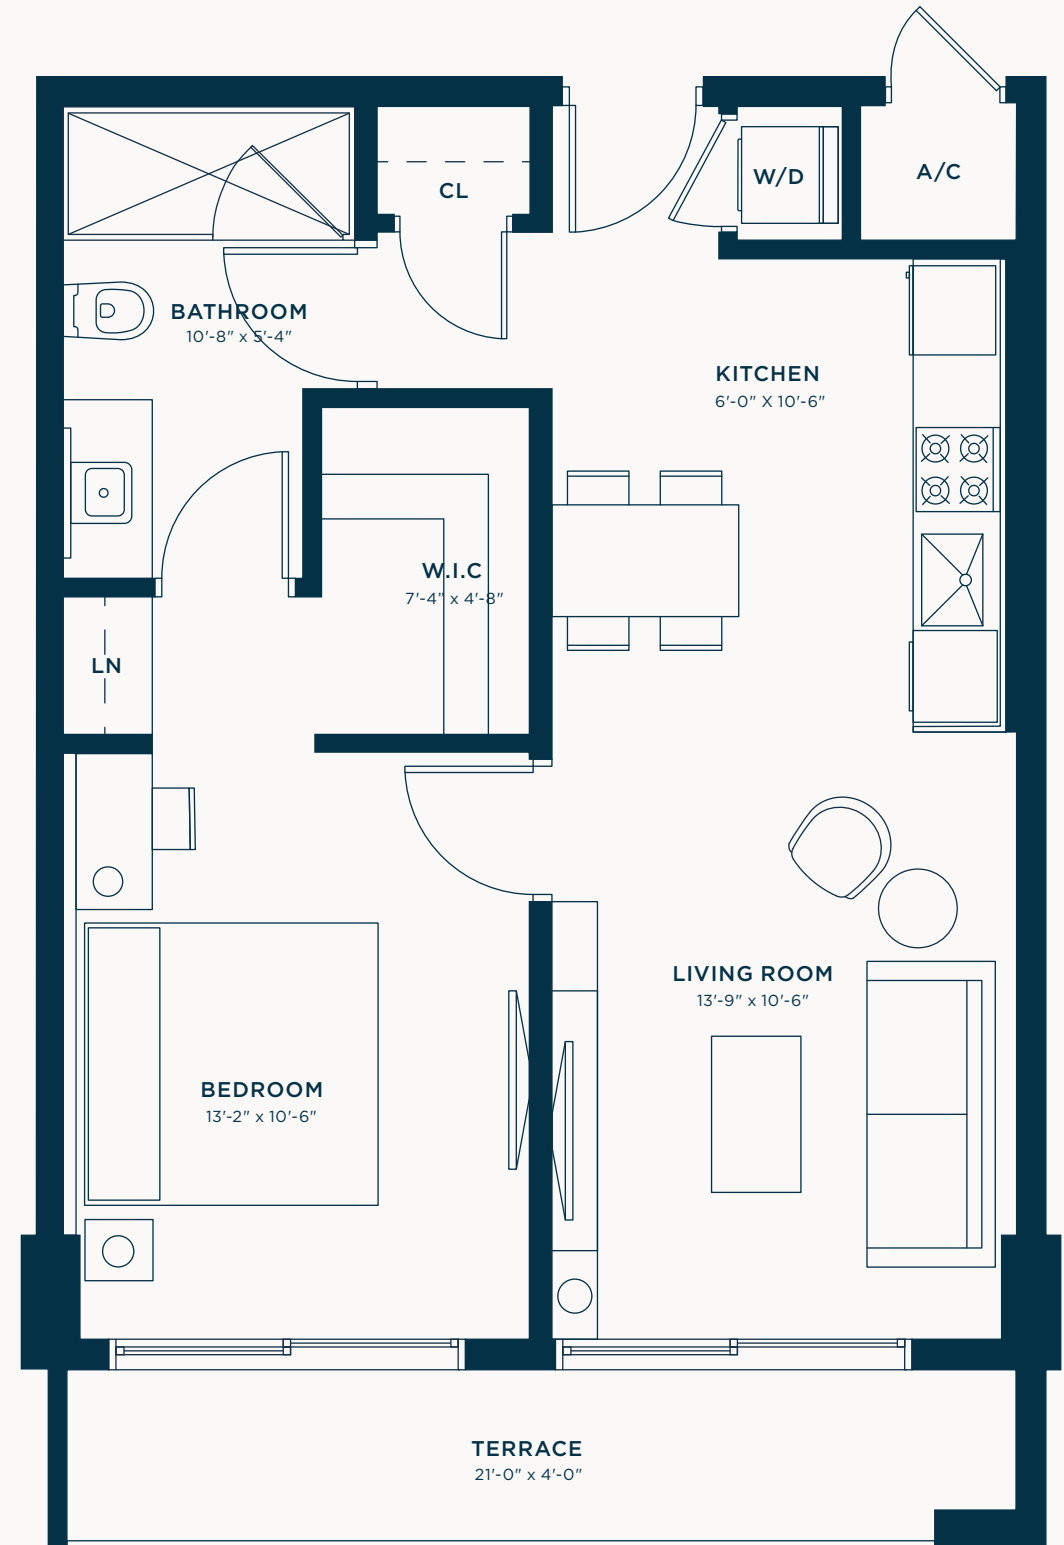 CL
W/D
A/C
BATHROOM
10'-8" x 5'-4"
KITCHEN
6'-0" X 10'-6"
W.I.C
7'-4" x 4'-8"
LN
LIVING ROOM
13'-9" x 10'-6"
BEDROOM
13'-2" x 10'-6"
TERRACE
21'-0" x 4'-0"